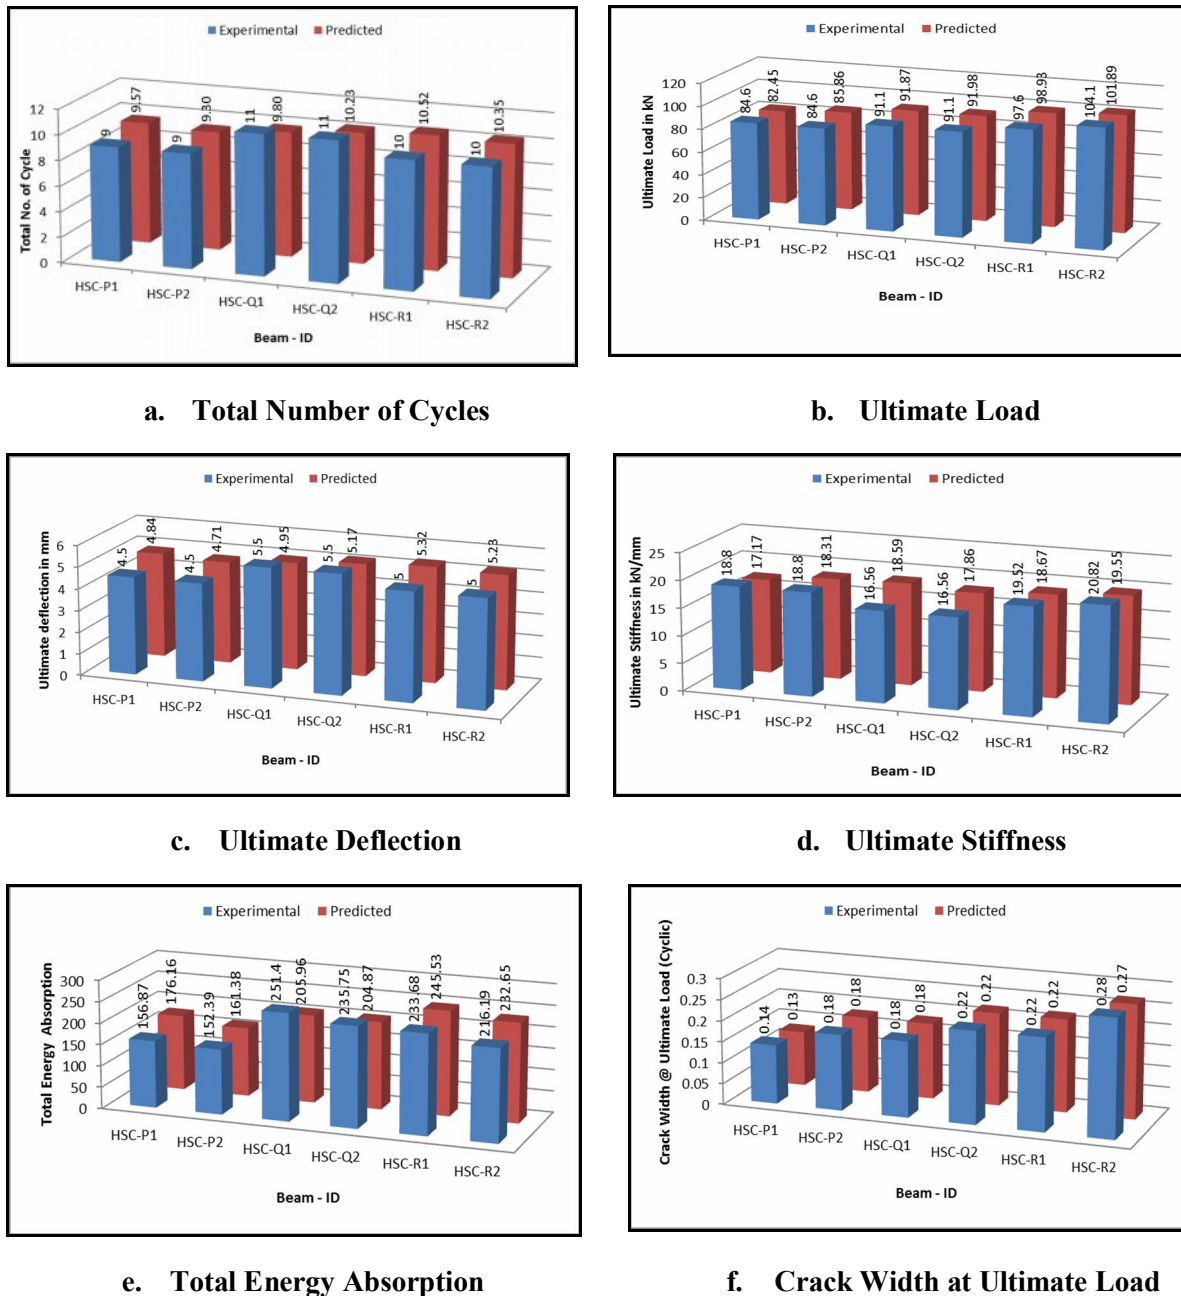 Experimental Predicted
Total No. of Cycle
12
10
8
6
4
2
0
9 9.57 9 9.30 11 9.80 11 10.23 10 10.52 10 10.35
HSC-P1 HSC-P2 HSC-Q1 HSC-Q2 HSC-R1 HSC-R2
Beam - ID
a. Total Number of Cycles
Experimental Predicted
Ultimate Load in kN
120
100
80
60
40
20
0
84.6 82.45 84.6 85.86 91.1 91.87 91.1 91.98 97.6 98.93 104.1 101.89
HSC-P1 HSC-P2 HSC-Q1 HSC-Q2 HSC-R1 HSC-R2
Beam - ID
b. Ultimate Load
Experimental Predicted
Ultimate deflection in mm
6
5
4
3
2
1
0
4.5 4.84 4.5 4.71 5.5 4.95 5.5 5.17 5 5.32 5 5.23
HSC-P1 HSC-P2 HSC-Q1 HSC-Q2 HSC-R1 HSC-R2
Beam - ID
c. Ultimate Deflection
Experimental Predicted
Ultimate Stiffness in kN/mm
25
20
15
10
5
0
18.8 17.17 18.8 18.31 16.56 18.59 16.56 17.86 19.52 18.67 20.82 19.55
HSC-P1 HSC-P2 HSC-Q1 HSC-Q2 HSC-R1 HSC-R2
Beam - ID
d. Ultimate Stiffness
Experimental Predicted
Total Energy Absorption
300
250
200
150
100
50
0
156.87 176.16 152.39 161.38 251.4 205.96 235.75 204.87 233.68 245.53 216.19 232.65
HSC-P1 HSC-P2 HSC-Q1 HSC-Q2 HSC-R1 HSC-R2
Beam - ID
e. Total Energy Absorption
Experimental Predicted
Crack Width @ Ultimate Load (Cyclic)
0.3
0.25
0.2
0.15
0.1
0.05
0
0.14 0.13 0.18 0.18 0.18 0.18 0.22 0.22 0.22 0.22 0.28 0.27
HSC-P1 HSC-P2 HSC-Q1 HSC-Q2 HSC-R1 HSC-R2
Beam - ID
f. Crack Width at Ultimate Load